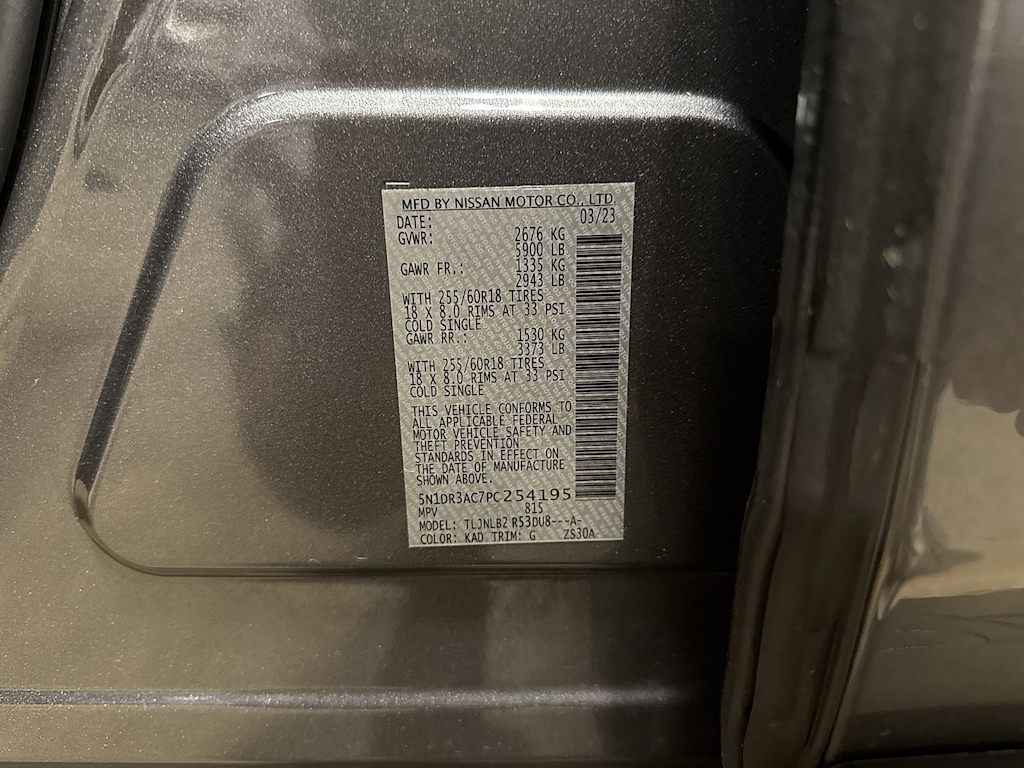 MFD BY NISSAN MOTOR CO., LTD.
DATE: 03/23
GVWR: 2676 KG
5900 LB
GAWR FR.: 1335 KG
2943 LB
WITH 255/60R18 TIRES
18 X 8.0 RIMS AT 33 PSI
COLD SINGLE
GAWR RR.: 1530 KG
3373 LB
WITH 255/60R18 TIRES
18 X 8.0 RIMS AT 33 PSI
COLD SINGLE
THIS VEHICLE CONFORMS TO
ALL APPLICABLE FEDERAL
MOTOR VEHICLE SAFETY AND
THEFT PREVENTION
STANDARDS IN EFFECT ON
THE DATE OF MANUFACTURE
SHOWN ABOVE.
5N1DR3AC7PC254195
MPV 815
MODEL: TLJNLB2 R53DU8---A-
COLOR: KAD TRIM: G ZS30A